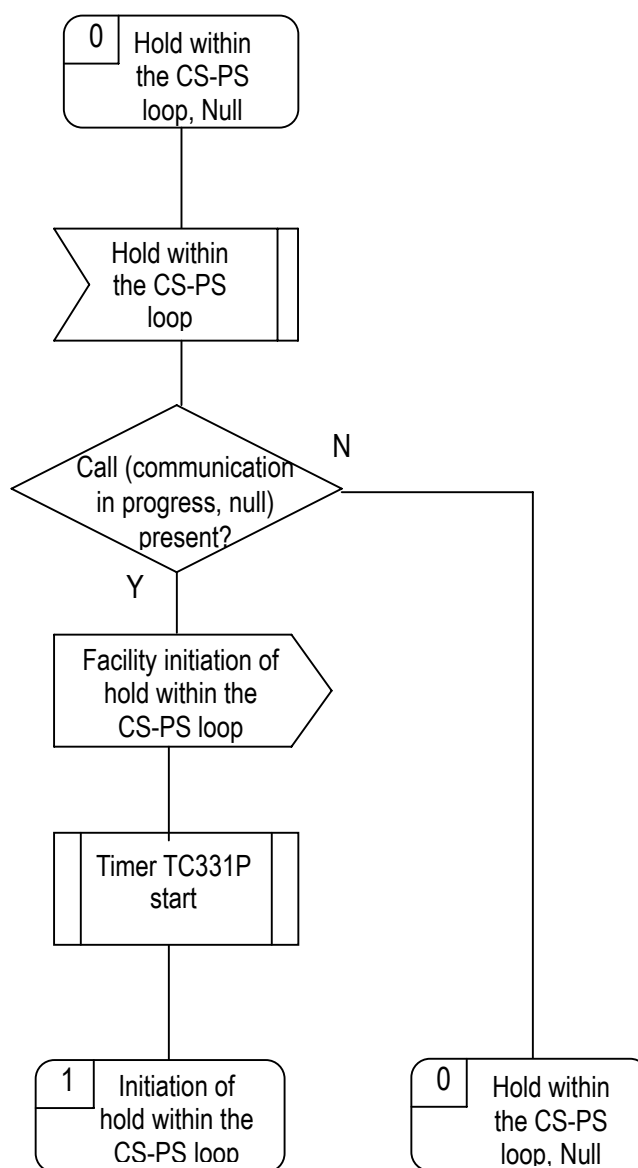 0
Hold within
the CS-PS
loop, Null
Hold within
the CS-PS
loop
Call (communication
in progress, null)
present?
N
Y
Facility initiation of
hold within the
CS-PS loop
Timer TC331P
start
1
Initiation of
hold within the
CS-PS loop
0
Hold within
the CS-PS
loop, Null